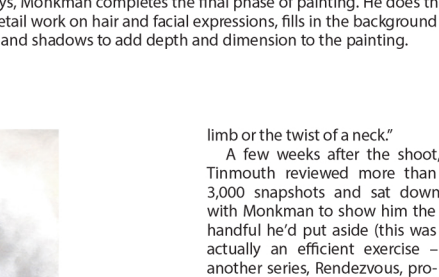 ys, Monkman completes the final phase of painting. He does th
etail work on hair and facial expressions, fills in the background
and shadows to add depth and dimension to the painting.
limb or the twist of a neck.”
A few weeks after the shoot,
Tinmouth reviewed more than
3,000 snapshots and sat down
with Monkman to show him the
handful he’d put aside (this was
actually an efficient exercise –
another series, Rendezvous, pro-